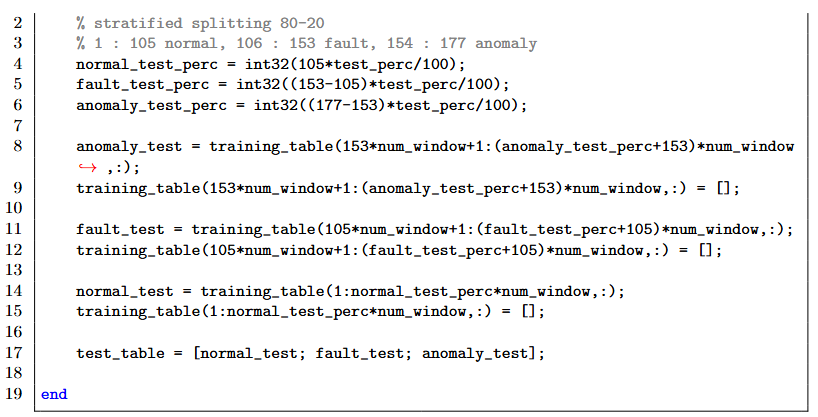 2 % stratified splitting 80-20
3 % 1 : 105 normal, 106 : 153 fault, 154 : 177 anomaly
4 normal_test_perc = int32(105*test_perc/100);
5 fault_test_perc = int32((153-105)*test_perc/100);
6 anomaly_test_perc = int32((177-153)*test_perc/100);
7
8 anomaly_test = training_table(153*num_window+1:(anomaly_test_perc+153)*num_window
↪ ,:);
9 training_table(153*num_window+1:(anomaly_test_perc+153)*num_window,:) = [];
10
11 fault_test = training_table(105*num_window+1:(fault_test_perc+105)*num_window,:);
12 training_table(105*num_window+1:(fault_test_perc+105)*num_window,:) = [];
13
14 normal_test = training_table(1:normal_test_perc*num_window,:);
15 training_table(1:normal_test_perc*num_window,:) = [];
16
17 test_table = [normal_test; fault_test; anomaly_test];
18
19 end